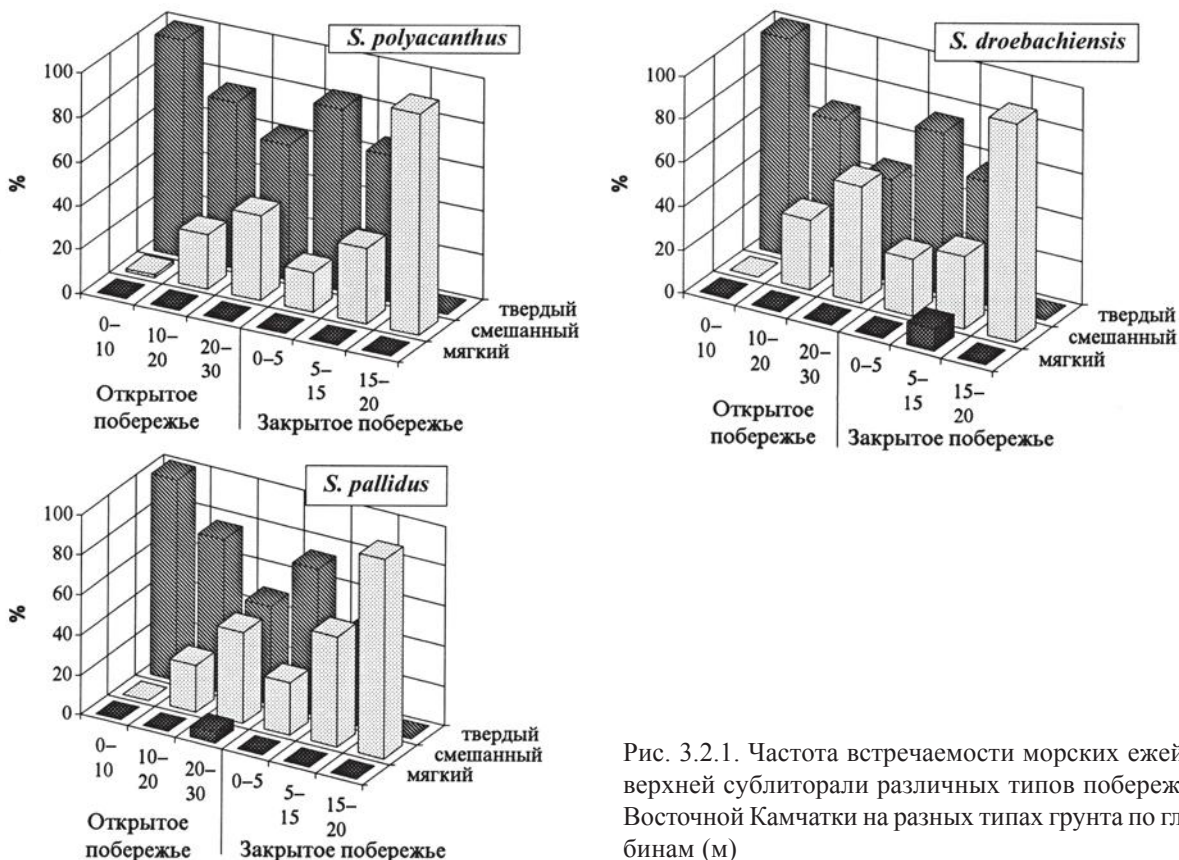 S. polyacanthus
100
80
60
40
20
0
%
0–10
10–20
20–30
0–5
5–15
15–20
твердый
смешанный
мягкий
Открытое
побережье
Закрытое побережье
S. droebachiensis
100
80
60
40
20
0
%
0–10
10–20
20–30
0–5
5–15
15–20
твердый
смешанный
мягкий
Открытое
побережье
Закрытое побережье
S. pallidus
100
80
60
40
20
0
%
0–10
10–20
20–30
0–5
5–15
15–20
твердый
смешанный
мягкий
Открытое
побережье
Закрытое побережье
Рис. 3.2.1. Частота встречаемости морских ежей
верхней сублиторали различных типов побереж
Восточной Камчатки на разных типах грунта по гл
бинам (м)